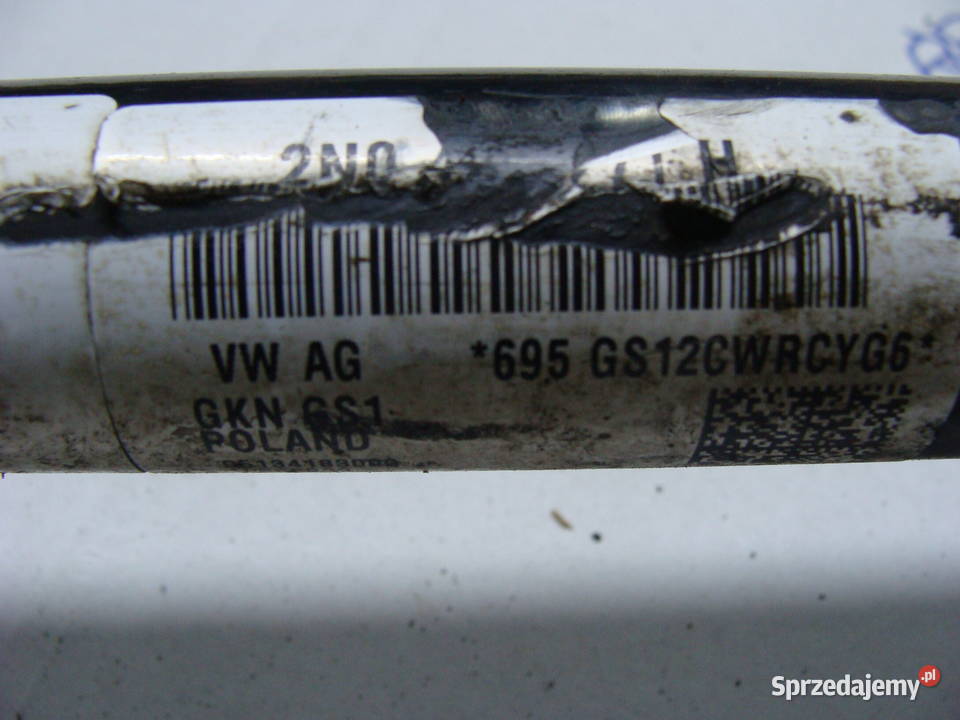 2N0
VW AG *695 GS12CWRCYG6*
GKN GS1
POLAND
Sprzedajemy.pl